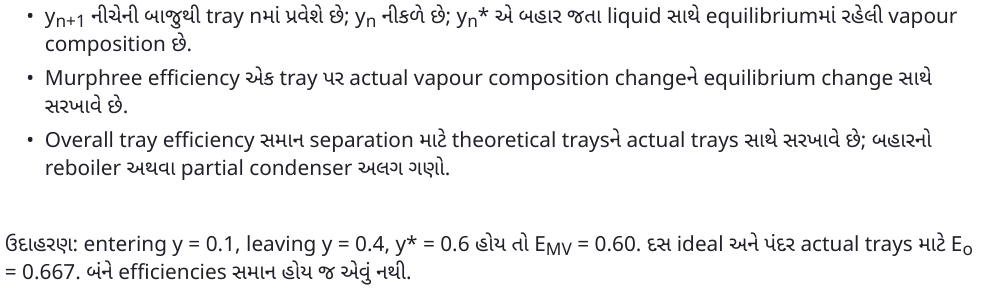 • yn+1 નીચેની બાજુથી tray nમાં પ્રવેશે છે; yn નીકળે છે; yn* એ બહાર જતા liquid સાથે equilibriumમાં રહેલી vapour
composition છે.
• Murphree efficiency એક tray પર actual vapour composition changeને equilibrium change સાથે
સરખાવે છે.
• Overall tray efficiency સમાન separation માટે theoretical traysને actual trays સાથે સરખાવે છે; બહારનો
reboiler અથવા partial condenser અલગ ગણો.
ઉદાહરણ: entering y = 0.1, leaving y = 0.4, y* = 0.6 હોય તો EMV = 0.60. દસ ideal અને પંદર actual trays માટે Eo
= 0.667. બંને efficiencies સમાન હોય જ એવું નથી.